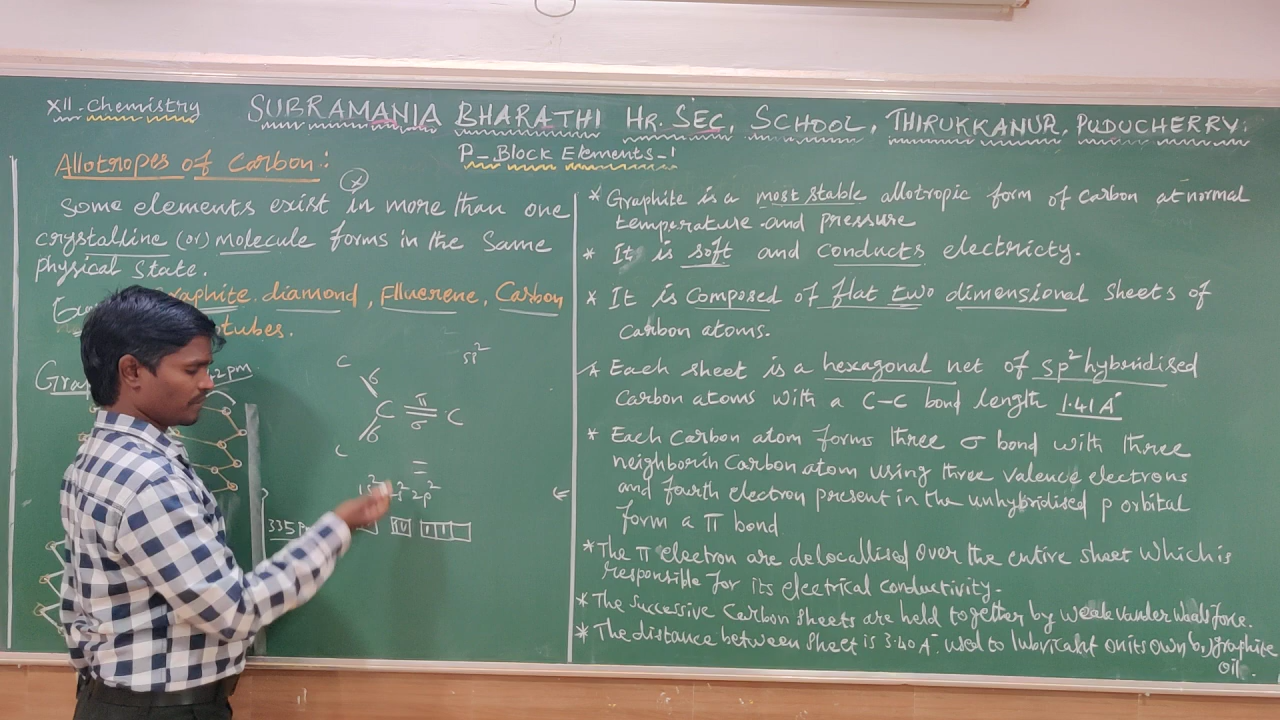 XII-Chemistry
SUBRAMANIA BHARATHI HR. SEC, SCHOOL, THIRUKKANUR, PUDUCHERRY:
P-Block Elements-1
Allotropes of Carbon:
Some elements exist in more than one
crystalline (or) molecule forms in the Same
physical State.
graphite, diamond, Flluerene, Carbon
tubes.
Gra
2pm
335 P
sp²
C
σ
C π C
σ σ
C
2p²
* Graphite is a most stable allotropic form of carbon at normal
temperature and pressure
* It is soft and conducts electricty.
* It is composed of flat two dimensional sheets of
Carbon atoms.
* Each sheet is a hexagonal net of sp² hybridised
Carbon atoms with a C-C bond length 1.41 A°
* Each Carbon atom forms three σ bond with three
neighborin Carbon atom using three valence electrons
and fourth electron present in the unhybridised p orbital
form a π bond
* The π electron are delocallised over the entire sheet which is
responsible for its electrical conductivity.
* The Successive Carbon sheets are held together by weak vander waals force.
* The distance between sheet is 3.40 A°. used to lubricant on its own graphite
oil.